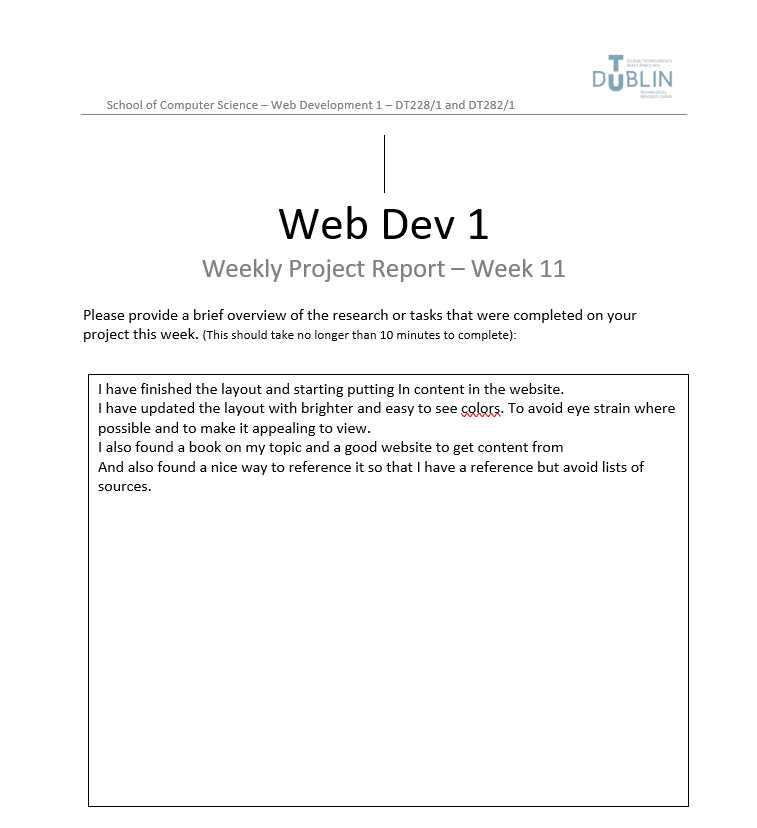 School of Computer Science – Web Development 1 – DT228/1 and DT282/1
DUBLIN
Web Dev 1
Weekly Project Report – Week 11
Please provide a brief overview of the research or tasks that were completed on your
project this week. (This should take no longer than 10 minutes to complete):
I have finished the layout and starting putting In content in the website.
I have updated the layout with brighter and easy to see colors. To avoid eye strain where
possible and to make it appealing to view.
I also found a book on my topic and a good website to get content from
And also found a nice way to reference it so that I have a reference but avoid lists of
sources.